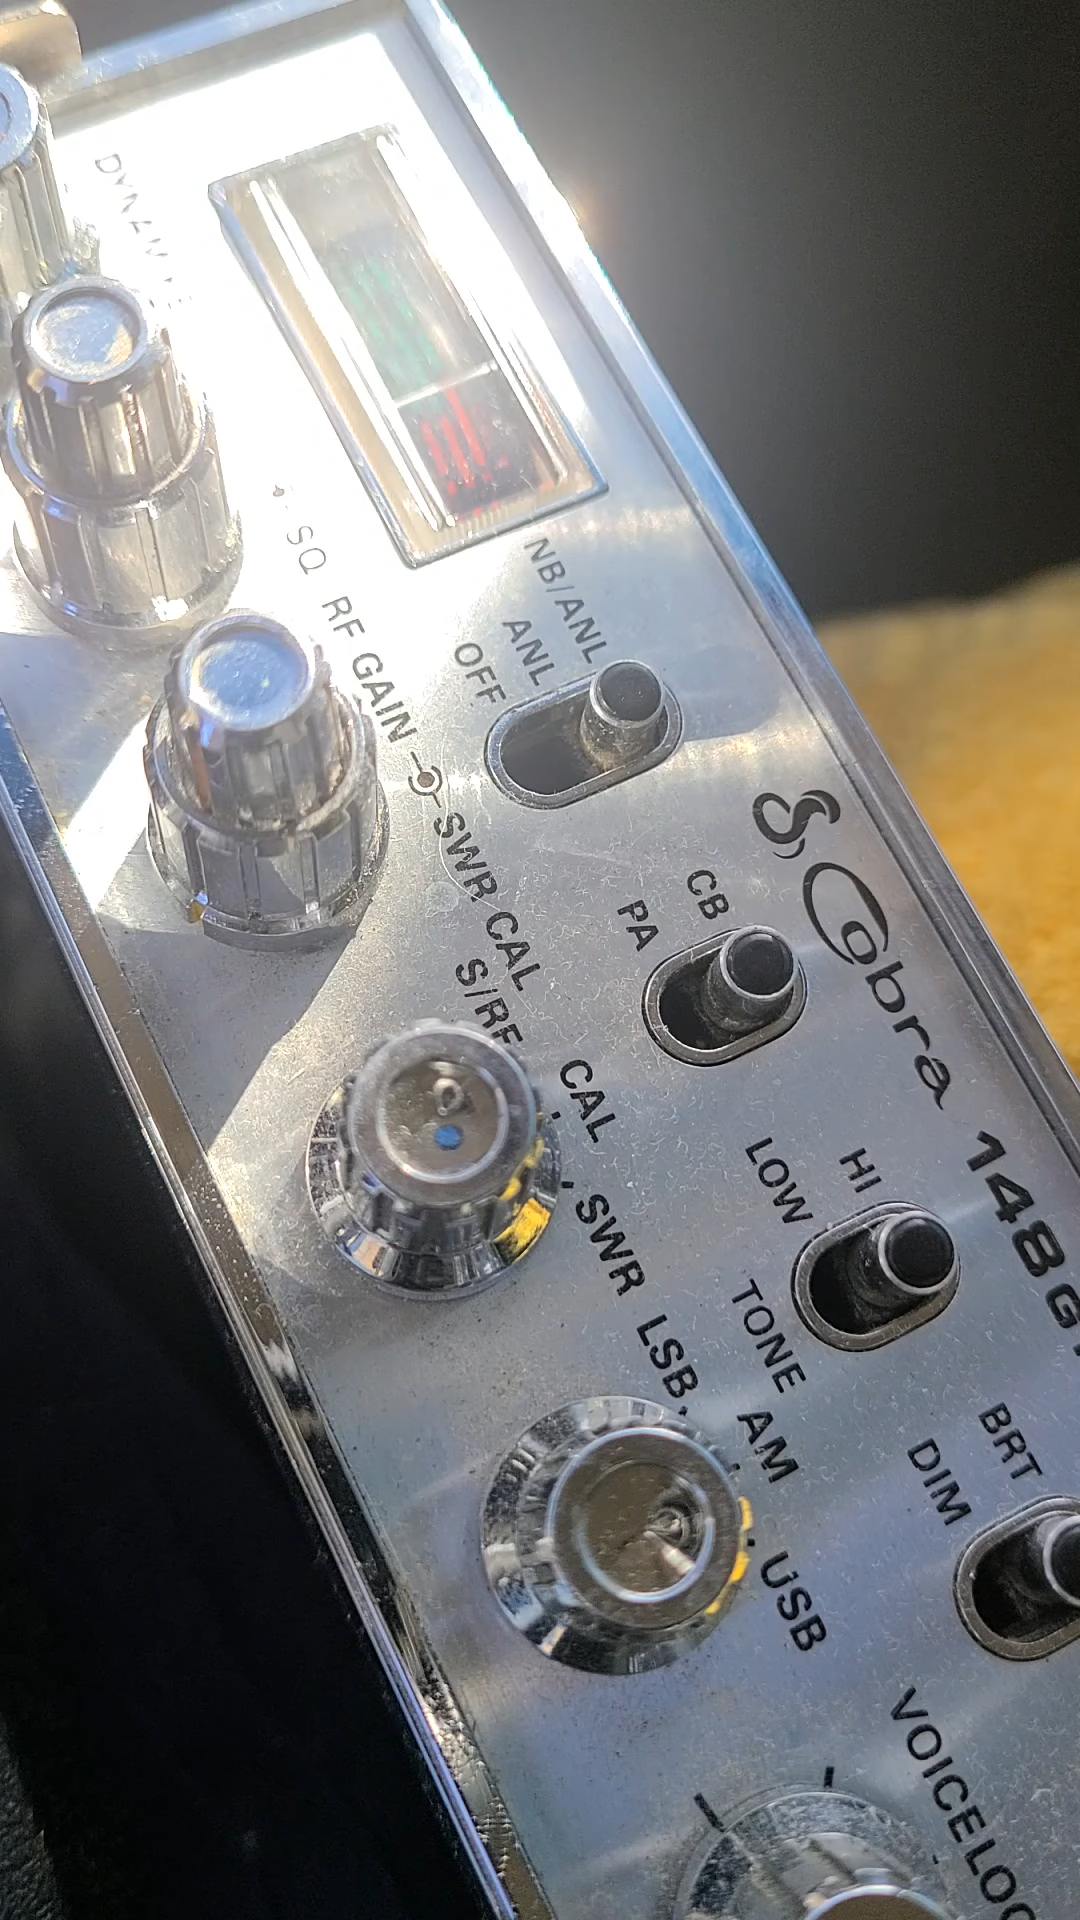 SQ
RF GAIN
SWR CAL
NB/ANL
ANL
OFF
S/RF
CAL
SWR
CB
PA
Cobra
148
HI
LOW
TONE
LSB
AM
USB
BRT
DIM